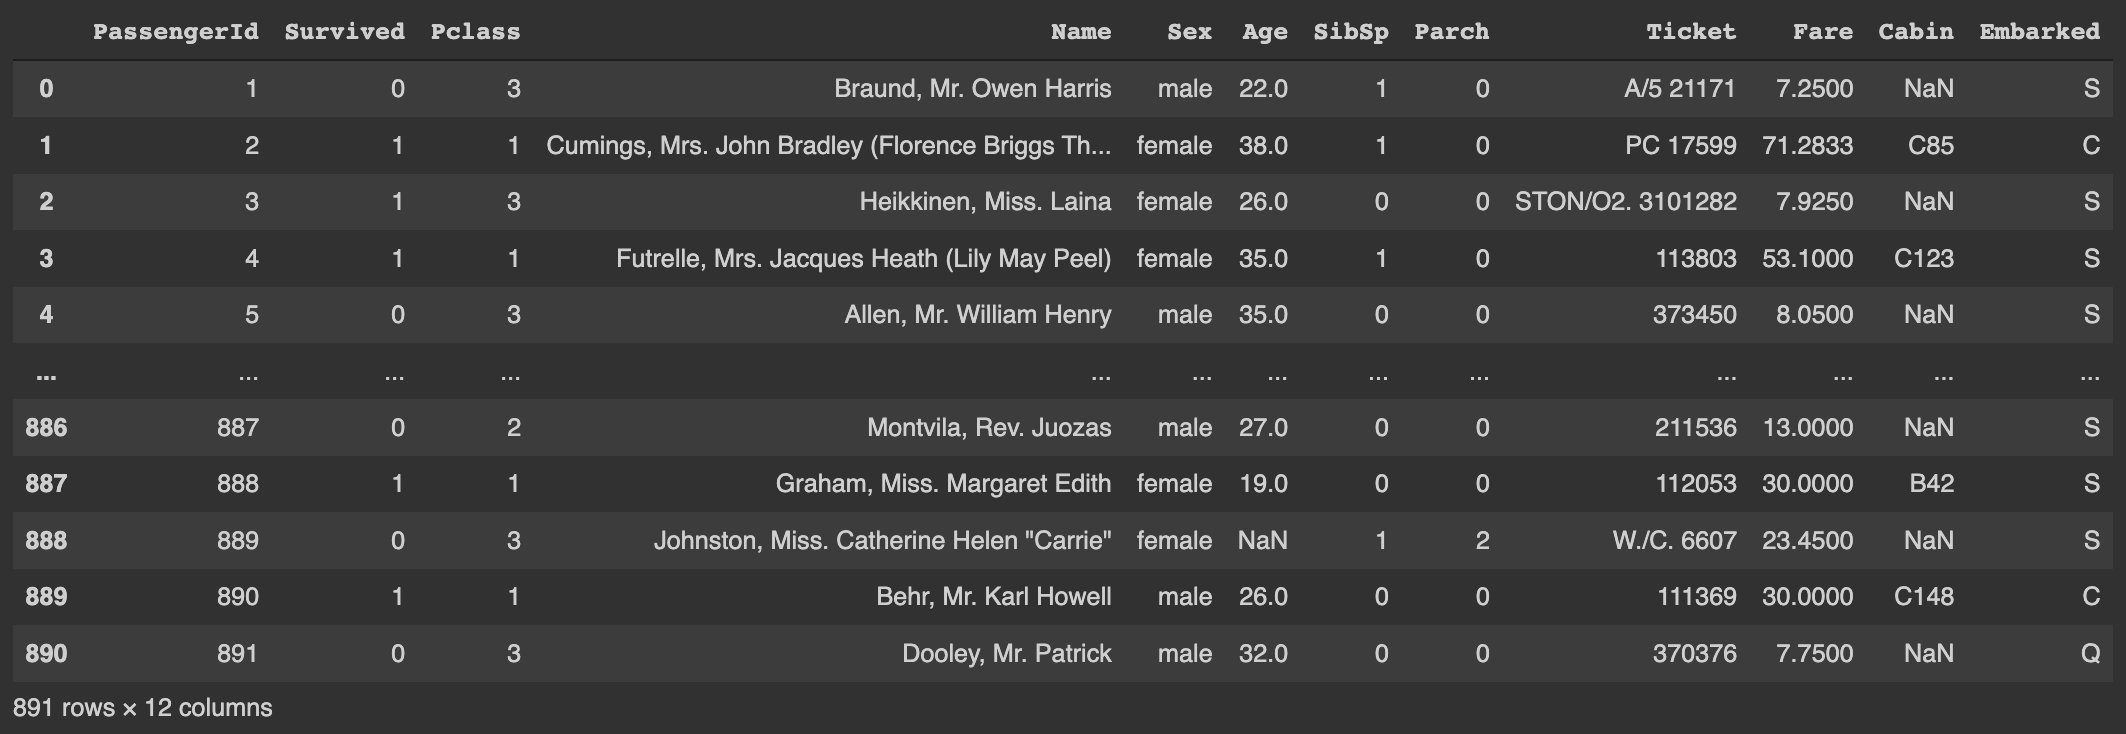 PassengerId Survived Pclass Name Sex Age SibSp Parch Ticket Fare Cabin Embarked
0 1 0 3 Braund, Mr. Owen Harris male 22.0 1 0 A/5 21171 7.2500 NaN S
1 2 1 1 Cumings, Mrs. John Bradley (Florence Briggs Th... female 38.0 1 0 PC 17599 71.2833 C85 C
2 3 1 3 Heikkinen, Miss. Laina female 26.0 0 0 STON/O2. 3101282 7.9250 NaN S
3 4 1 1 Futrelle, Mrs. Jacques Heath (Lily May Peel) female 35.0 1 0 113803 53.1000 C123 S
4 5 0 3 Allen, Mr. William Henry male 35.0 0 0 373450 8.0500 NaN S
... ... ... ... ... ... ... ... ... ... ... ... ...
886 887 0 2 Montvila, Rev. Juozas male 27.0 0 0 211536 13.0000 NaN S
887 888 1 1 Graham, Miss. Margaret Edith female 19.0 0 0 112053 30.0000 B42 S
888 889 0 3 Johnston, Miss. Catherine Helen "Carrie" female NaN 1 2 W./C. 6607 23.4500 NaN S
889 890 1 1 Behr, Mr. Karl Howell male 26.0 0 0 111369 30.0000 C148 C
890 891 0 3 Dooley, Mr. Patrick male 32.0 0 0 370376 7.7500 NaN Q
891 rows × 12 columns